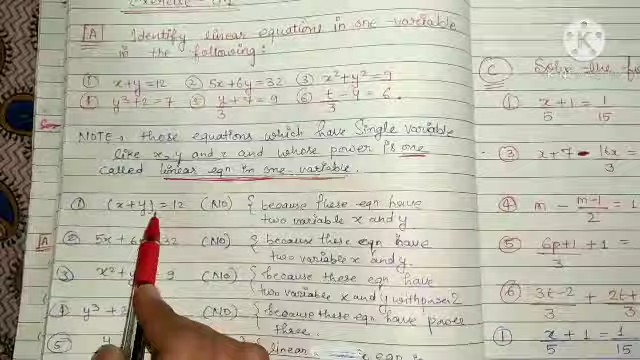 Exercise
[A] Identify linear equations in one-variable
in the following:
① x+y=12 ② 5x+6y=32 ③ x²+y²=9
④ y³+2=7 ⑤ y/3+7=9 ⑥ t/3-9=6.
NOTE → those equations which have Single variable
like x, y and z and whose power is one
called linear eqn in one-variable.
① (x+y)=12 (NO) { because these eqn have
two variable x and y
[A]
② 5x+6y 32 (NO) { because these eqn have
two variable x and y.
③ x²+y 9 (NO) { because these eqn have
two variable x and y with power 2
④ y³+2 (NO) { because these eqn have power
three.
⑤ y { linear
K
[C] Solve the fo
① x/5+1=1/15
③ x+7-16x/3
④ m-(m-1)/2=1
⑤ (6p+1)/3+1=
⑥ (3t-2)/3+2t+/3
① x/5+1=1/15